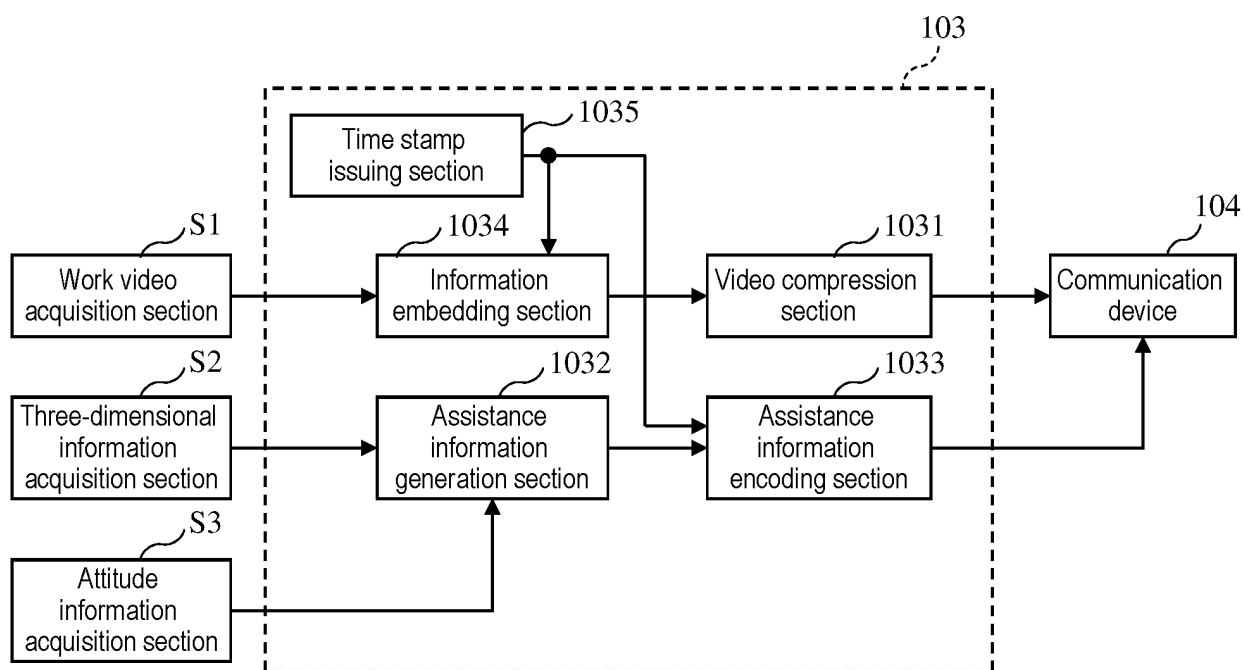 103
1035
Time stamp
issuing section
S1
1034
1031
104
Work video
acquisition section
Information
embedding section
Video compression
section
Communication
device
S2
1032
1033
Three-dimensional
information
acquisition section
Assistance
information
generation section
Assistance
information
encoding section
S3
Attitude
information
acquisition section